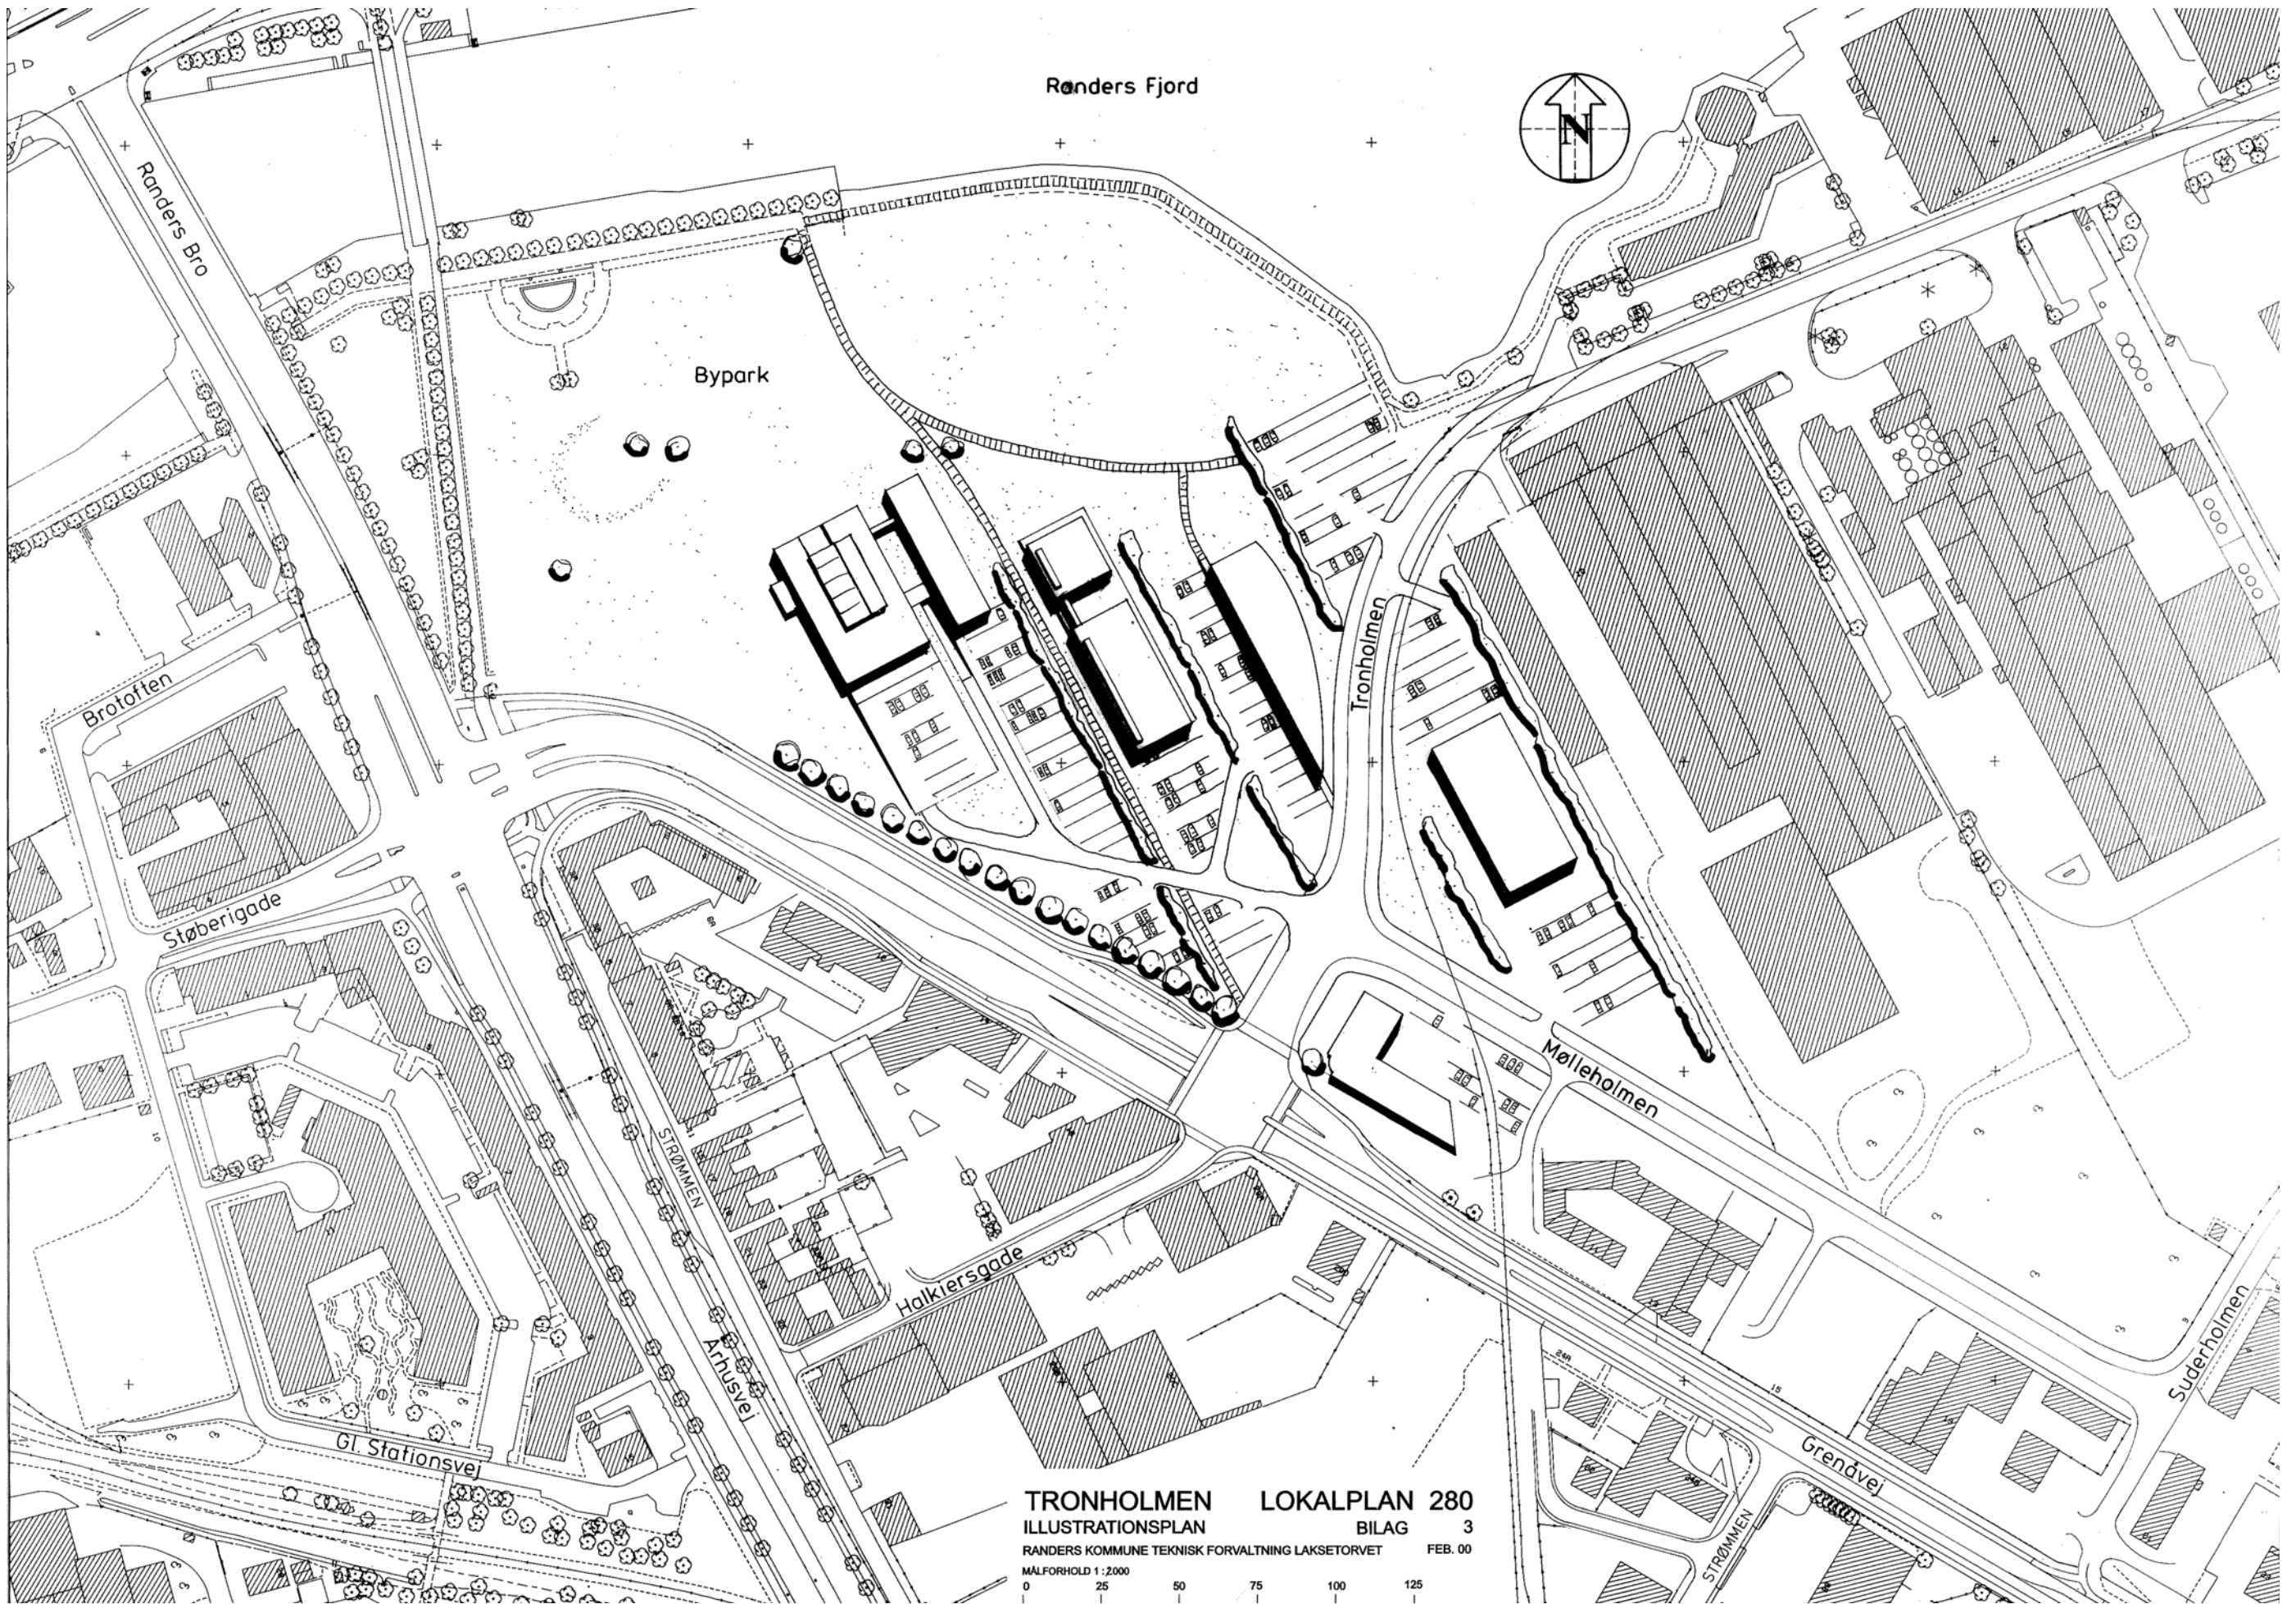 Randers Fjord
N
Randers Bro
Bypark
Tronholmen
Brotoften
Støberigade
Mølleholmen
STRØMMEN
Halkiersgade
Århusvej
Suderholmen
Gl. Stationsvej
Grenåvej
STRØMMEN
TRONHOLMEN LOKALPLAN 280
ILLUSTRATIONSPLAN BILAG 3
RANDERS KOMMUNE TEKNISK FORVALTNING LAKSETORVET FEB. 00
MÅLFORHOLD 1 : 2000
0 25 50 75 100 125